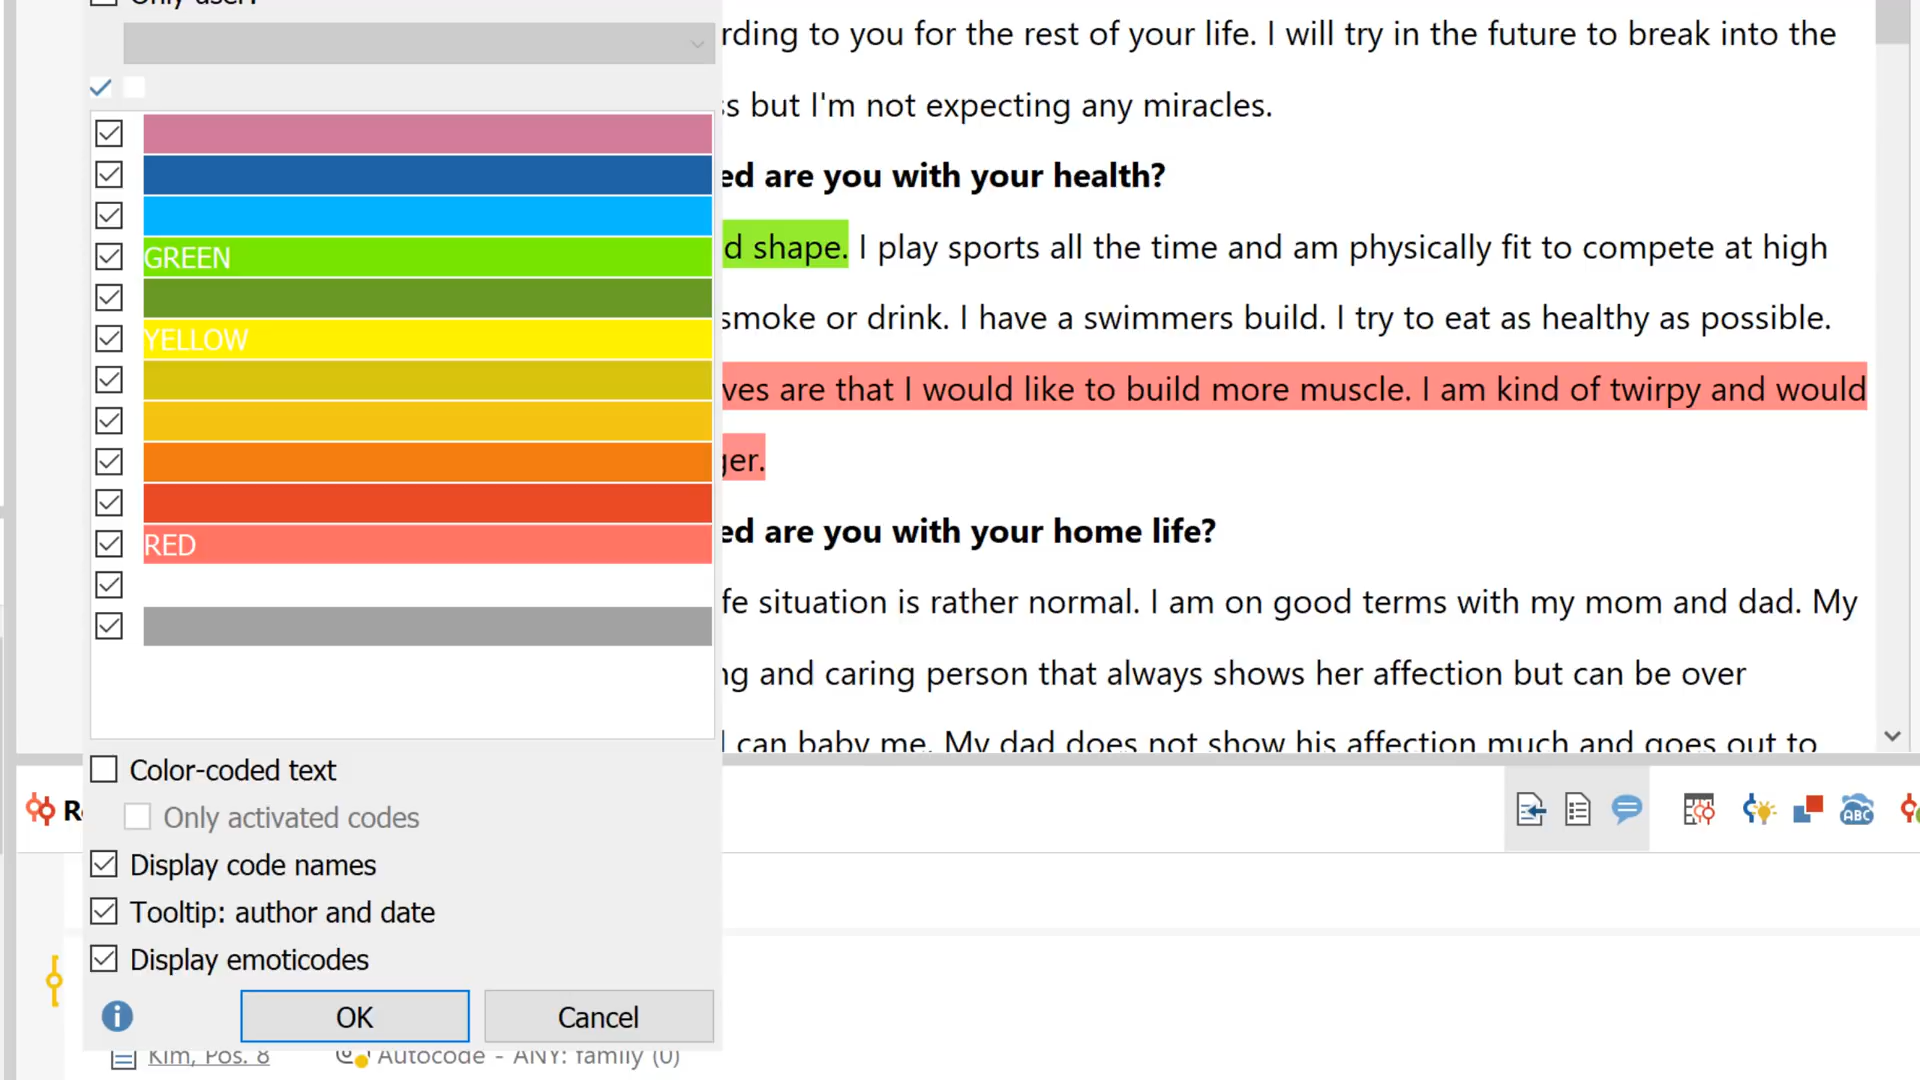 Only user:
rding to you for the rest of your life. I will try in the future to break into the
ss but I'm not expecting any miracles.
ed are you with your health?
GREEN
d shape. I play sports all the time and am physically fit to compete at high
smoke or drink. I have a swimmers build. I try to eat as healthy as possible.
YELLOW
ves are that I would like to build more muscle. I am kind of twirpy and would
ger.
ed are you with your home life?
RED
fe situation is rather normal. I am on good terms with my mom and dad. My
ng and caring person that always shows her affection but can be over
can baby me. My dad does not show his affection much and goes out to
Color-coded text
Only activated codes
ABC
Display code names
Tooltip: author and date
Display emoticodes
OK
Cancel
Kim, Pos. 8
Autocode - ANY: family (0)